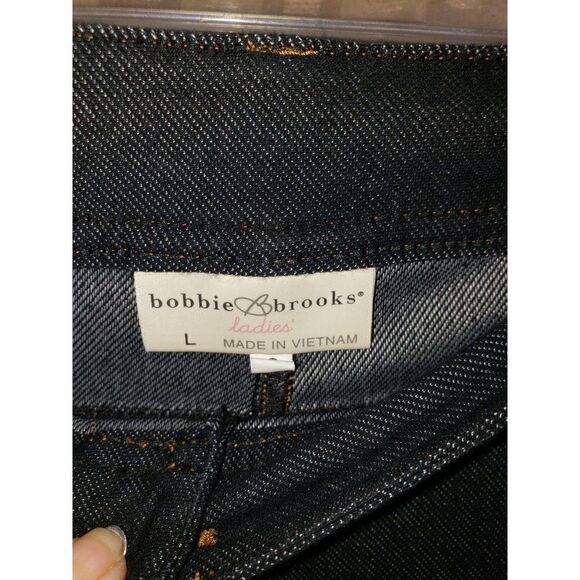 bobbie B brooks®
ladies'
L MADE IN VIETNAM